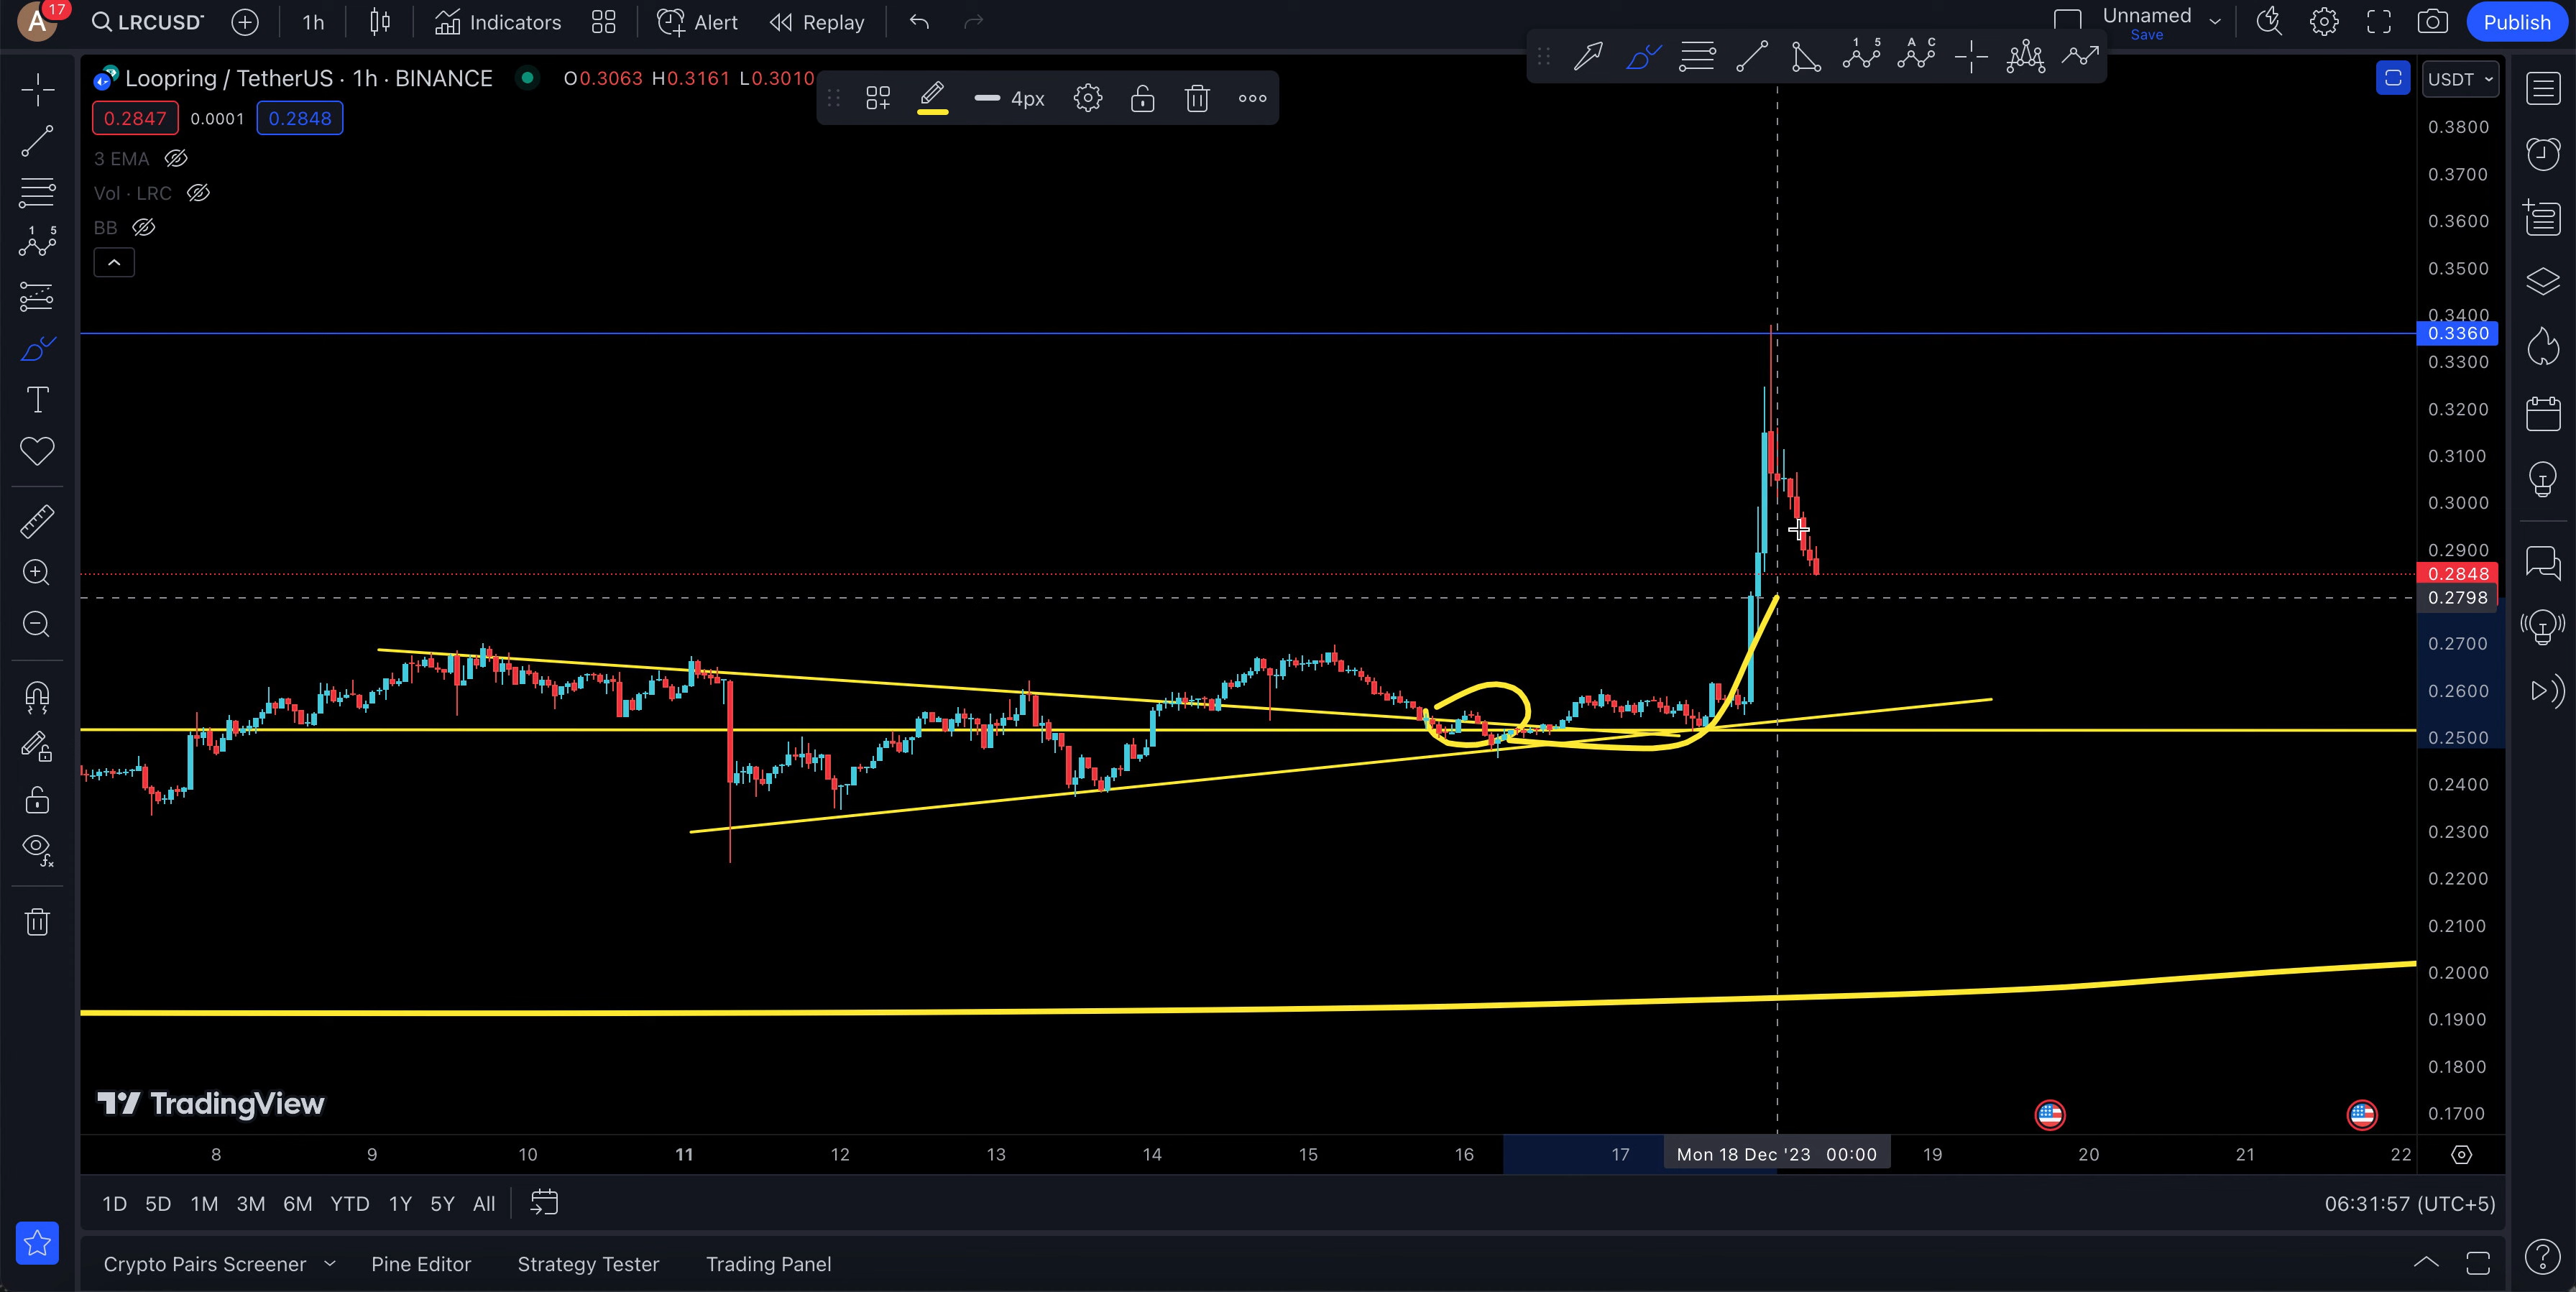 A 17 LRCUSDT 1h Indicators Alert Replay Unnamed Save Publish
Loopring / TetherUS · 1h · BINANCE O0.3063 H0.3161 L0.3010
4px
USDT
0.2847 0.0001 0.2848
3 EMA
Vol · LRC
BB
0.3800
0.3700
0.3600
0.3500
0.3400
0.3360
0.3300
0.3200
0.3100
0.3000
0.2900
0.2848
0.2798
0.2700
0.2600
0.2500
0.2400
0.2300
0.2200
0.2100
0.2000
0.1900
0.1800
0.1700
TradingView
8 9 10 11 12 13 14 15 16 17 Mon 18 Dec '23 00:00 19 20 21 22
1D 5D 1M 3M 6M YTD 1Y 5Y All 06:31:57 (UTC+5)
Crypto Pairs Screener Pine Editor Strategy Tester Trading Panel